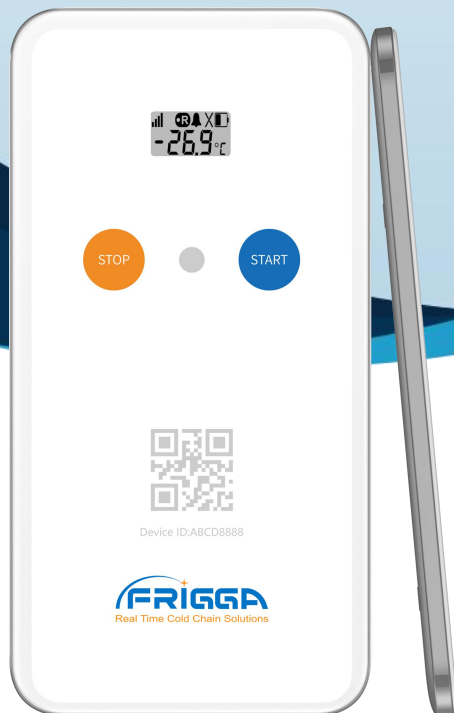 -26.9°C
STOP
START
Device ID:ABCD8888
FRIGGA
Real Time Cold Chain Solutions